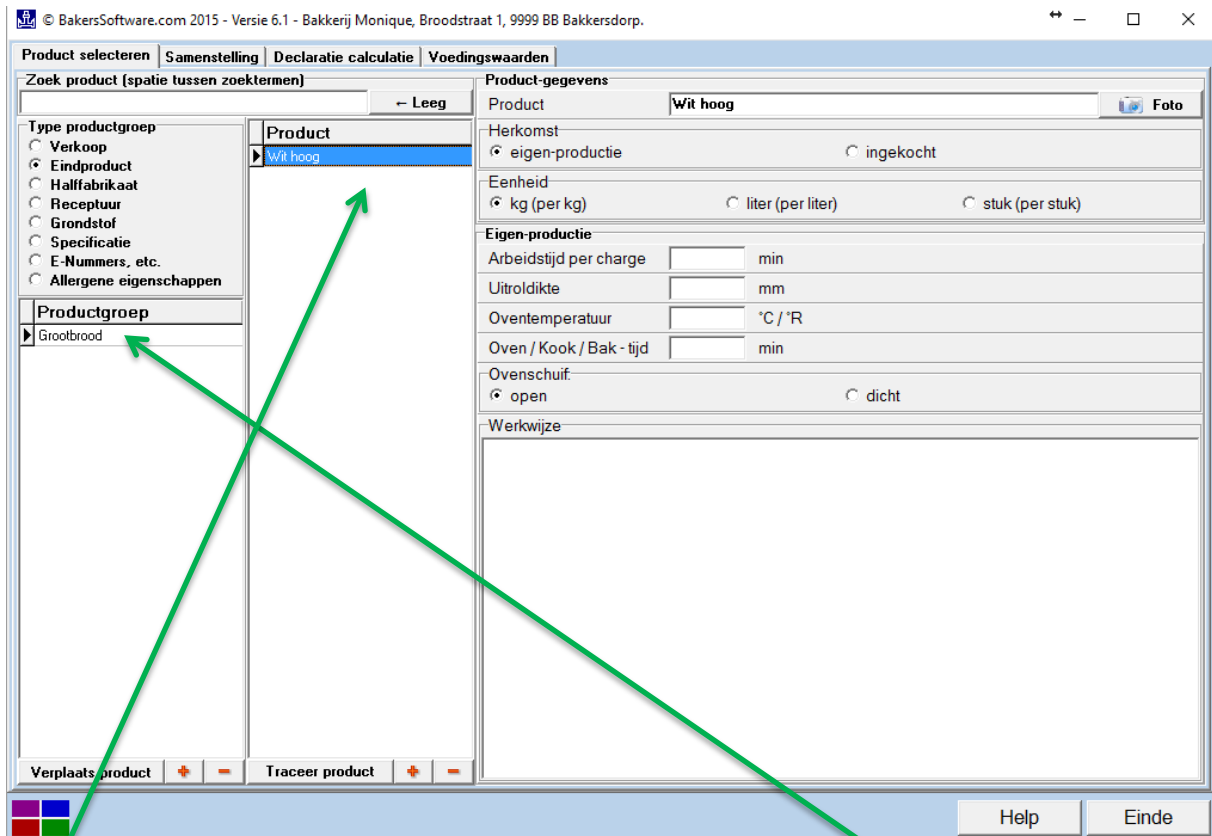 © BakersSoftware.com 2015 - Versie 6.1 - Bakkerij Monique, Broodstraat 1, 9999 BB Bakkersdorp.
Product selecteren Samenstelling Declaratie calculatie Voedingswaarden
Zoek product (spatie tussen zoektermen)
← Leeg
Type productgroep
Verkoop
Eindproduct
Halffabrikaat
Receptuur
Grondstof
Specificatie
E-Nummers, etc.
Allergene eigenschappen
Productgroep
Grootbrood
Verplaats product + -
Product
Wit hoog
Traceer product + -
Product-gegevens
Product Wit hoog Foto
Herkomst
eigen-productie ingekocht
Eenheid
kg (per kg) liter (per liter) stuk (per stuk)
Eigen-productie
Arbeidstijd per charge min
Uitroldikte mm
Oventemperatuur °C / °R
Oven / Kook / Bak - tijd min
Ovenschuif:
open dicht
Werkwijze
Help Einde